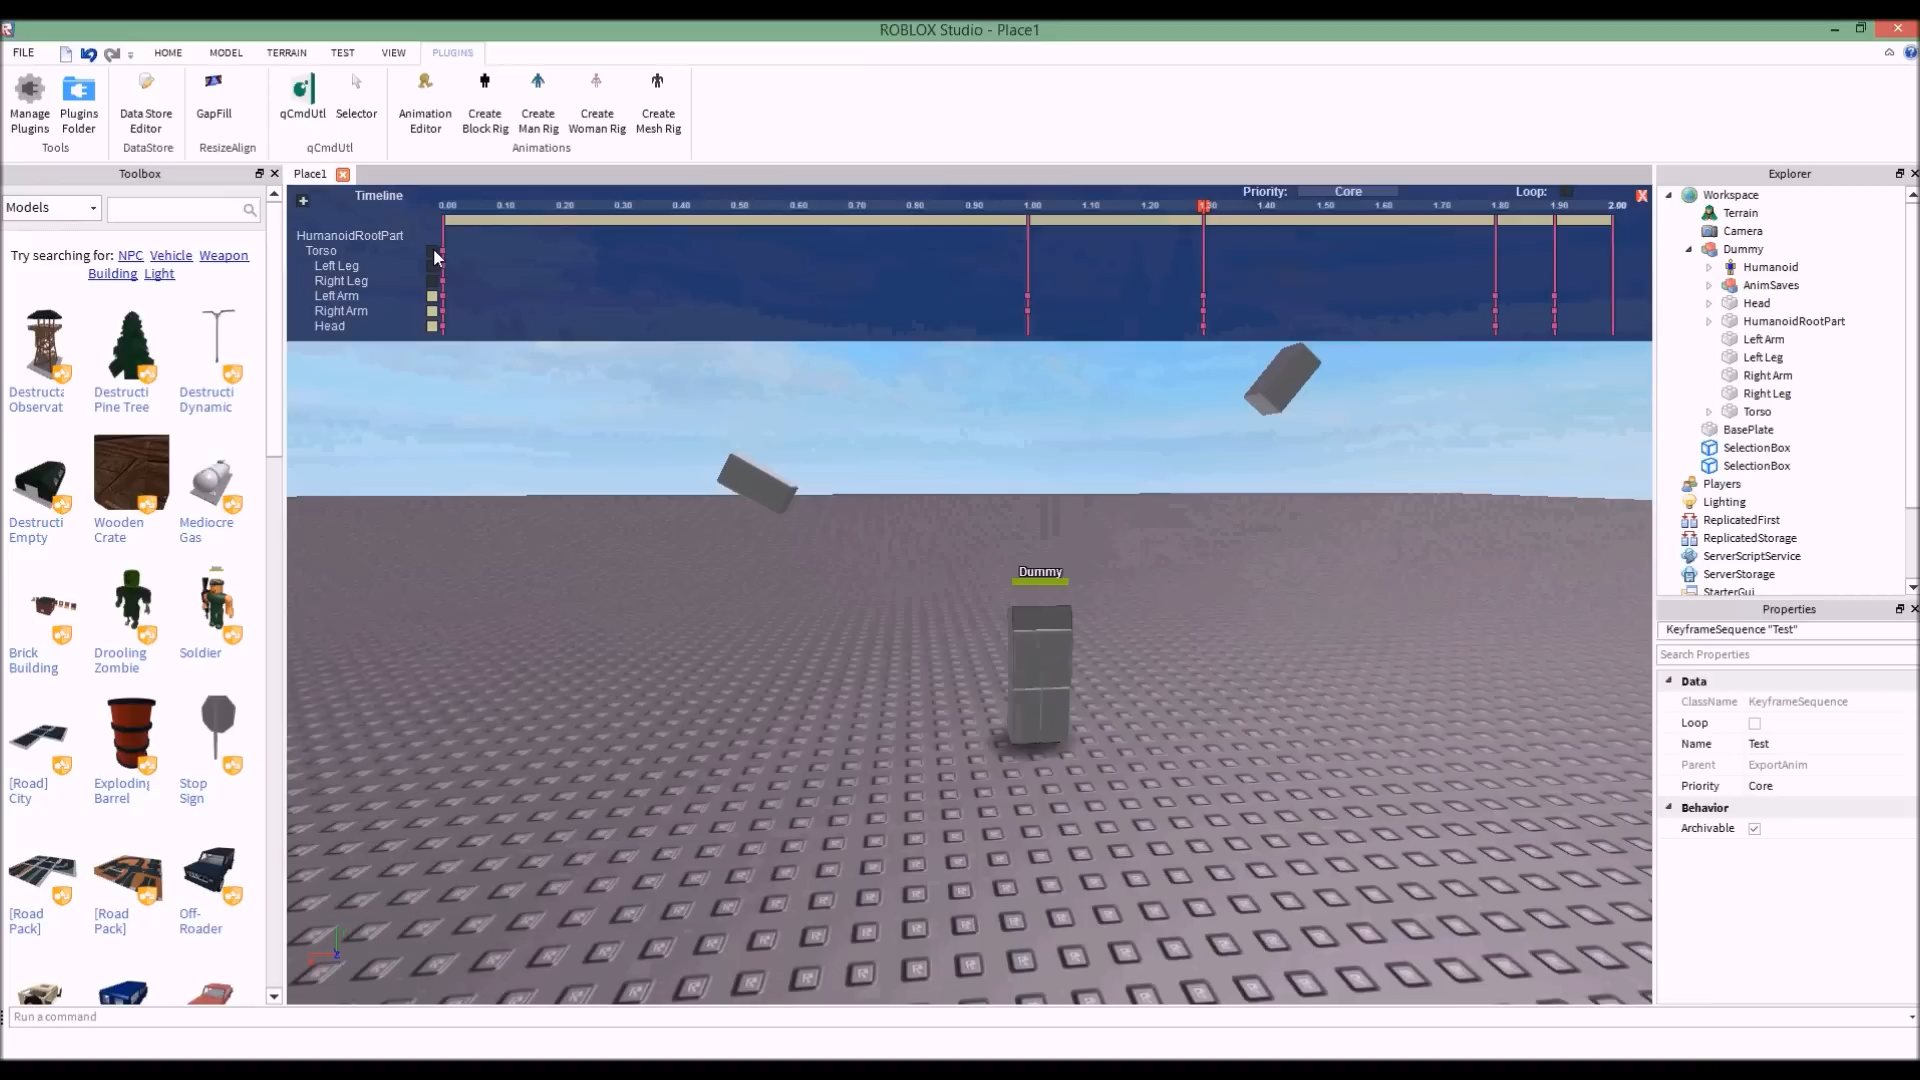 ROBLOX Studio - Place1
FILE HOME MODEL TERRAIN TEST VIEW PLUGINS
Manage Plugins
Plugins Folder
Data Store Editor
GapFill
qCmdUtl
Selector
Animation Editor
Create Block Rig
Create Man Rig
Create Woman Rig
Create Mesh Rig
Tools DataStore ResizeAlign qCmdUtl Animations
Toolbox
Models
Try searching for: NPC Vehicle Weapon
Building Light
Destructi Pine Tree
Destructi Dynamic
Destructi Empty
Wooden Crate
Mediocre Gas
Brick Building
Drooling Zombie
Soldier
[Road] City
Exploding Barrel
Stop Sign
[Road Pack]
[Road Pack]
Off-Roader
Place1
Timeline
Priority: Core
Loop:
0.00 0.10 0.20 0.30 0.40 0.50 0.60 0.70 0.80 0.90 1.00 1.10 1.20 1.40 1.50 1.60 1.70 1.80 1.90 2.00
HumanoidRootPart
Torso
Left Leg
Right Leg
Left Arm
Right Arm
Head
Dummy
Explorer
Workspace
Terrain
Camera
Dummy
Humanoid
AnimSaves
Head
HumanoidRootPart
Left Arm
Left Leg
Right Arm
Right Leg
Torso
BasePlate
SelectionBox
SelectionBox
Players
Lighting
ReplicatedFirst
ReplicatedStorage
ServerScriptService
ServerStorage
StarterGui
Properties
KeyframeSequence "Test"
Search Properties
Data
ClassName KeyframeSequence
Loop
Name Test
Parent ExportAnim
Priority Core
Behavior
Archivable
Run a command